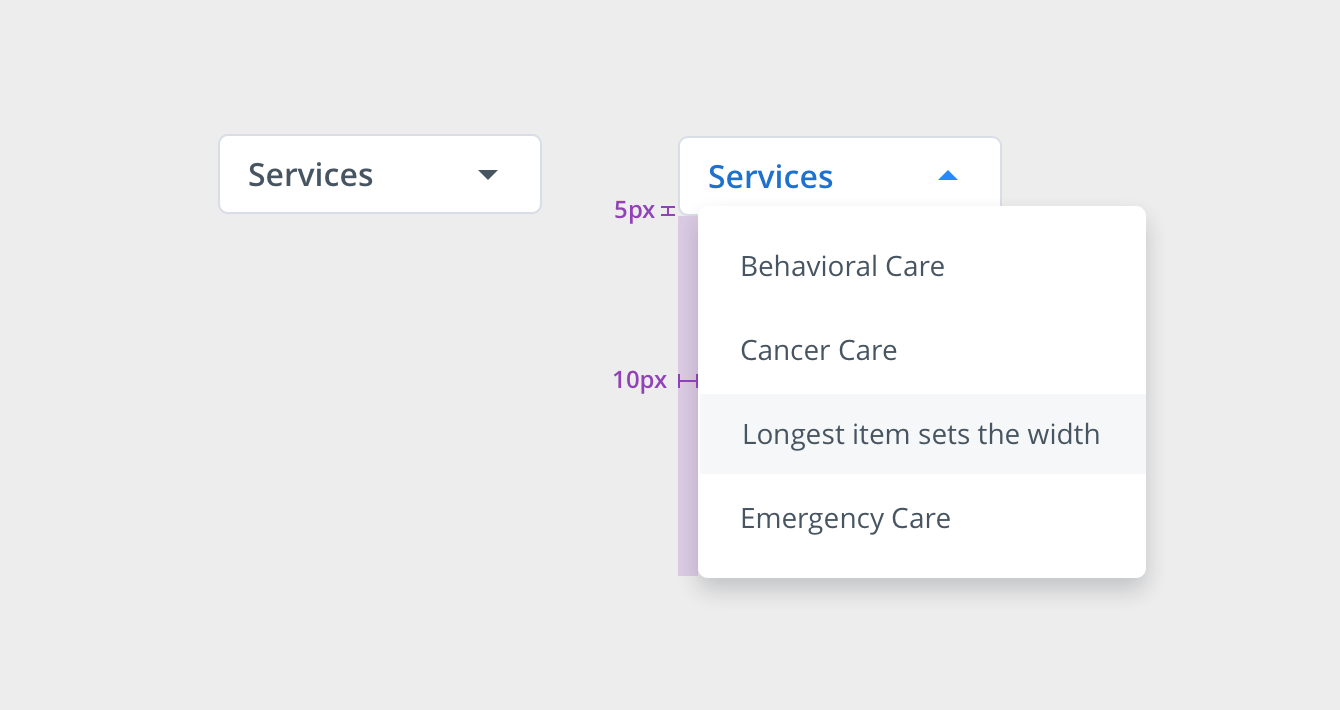 Services
Services
5px
Behavioral Care
Cancer Care
10px
Longest item sets the width
Emergency Care